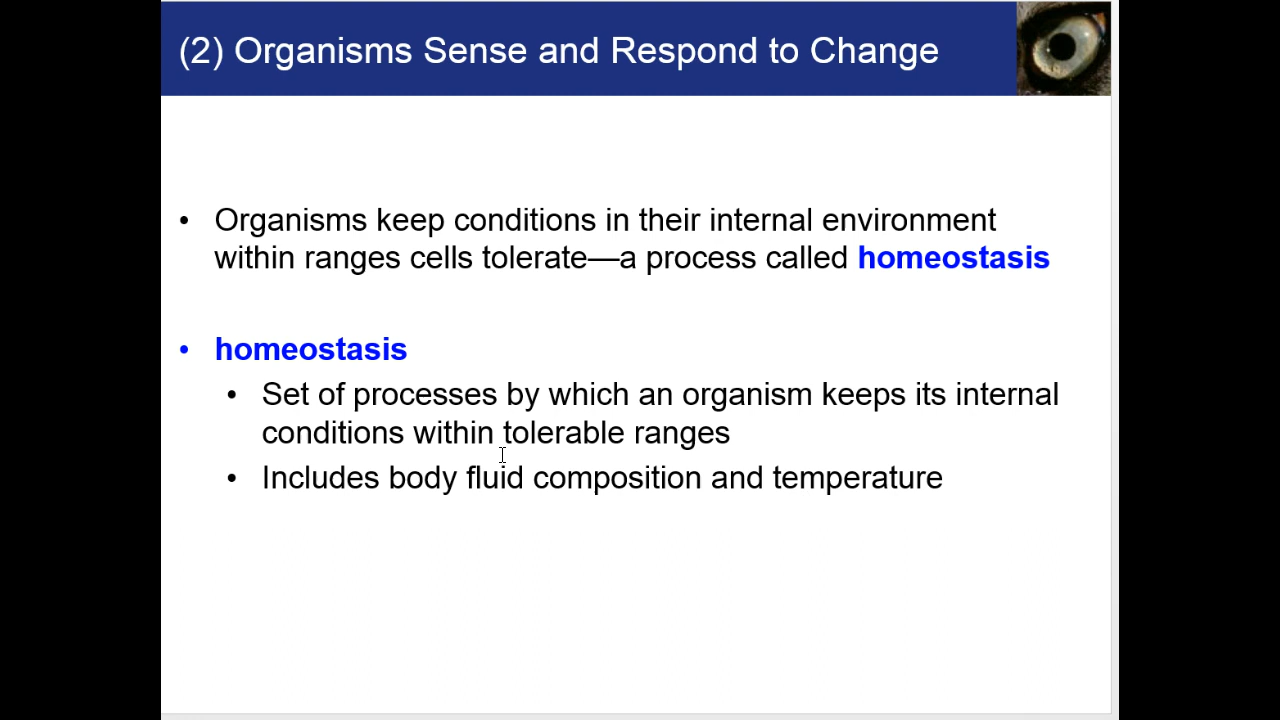 (2) Organisms Sense and Respond to Change
• Organisms keep conditions in their internal environment
within ranges cells tolerate—a process called homeostasis
• homeostasis
• Set of processes by which an organism keeps its internal
conditions within tolerable ranges
• Includes body fluid composition and temperature